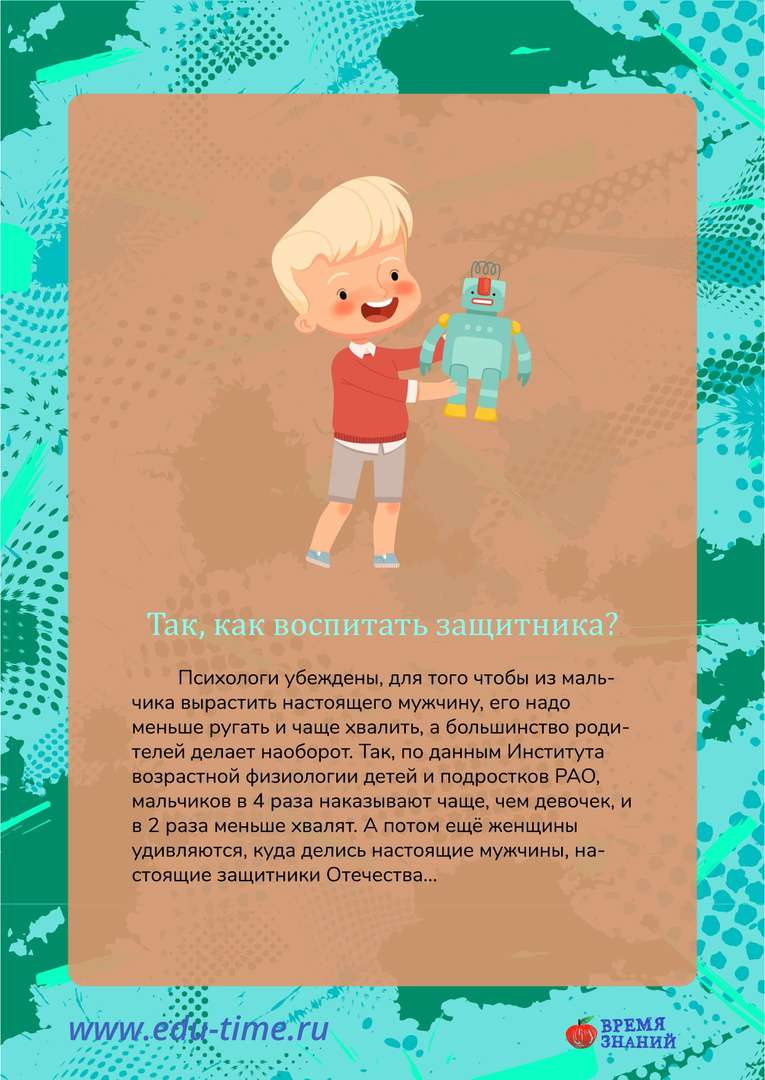 Так, как воспитать защитника?
Психологи убеждены, для того чтобы из маль-
чика вырастить настоящего мужчину, его надо
меньше ругать и чаще хвалить, а большинство роди-
телей делает наоборот. Так, по данным Института
возрастной физиологии детей и подростков РАО,
мальчиков в 4 раза наказывают чаще, чем девочек, и
в 2 раза меньше хвалят. А потом ещё женщины
удивляются, куда делись настоящие мужчины, на-
стоящие защитники Отечества...
www.edu-time.ru
ВРЕМЯ
ЗНАНИЙ